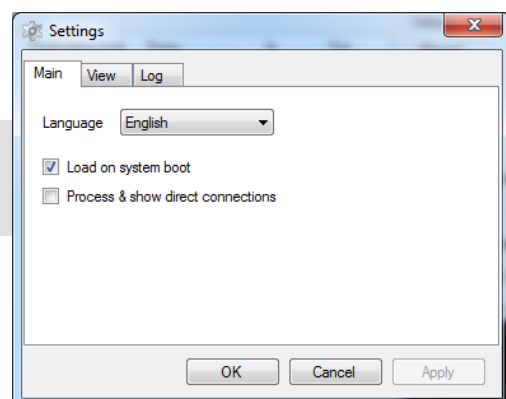 Settings
Main View Log
Language English
Load on system boot
Process & show direct connections
OK Cancel Apply